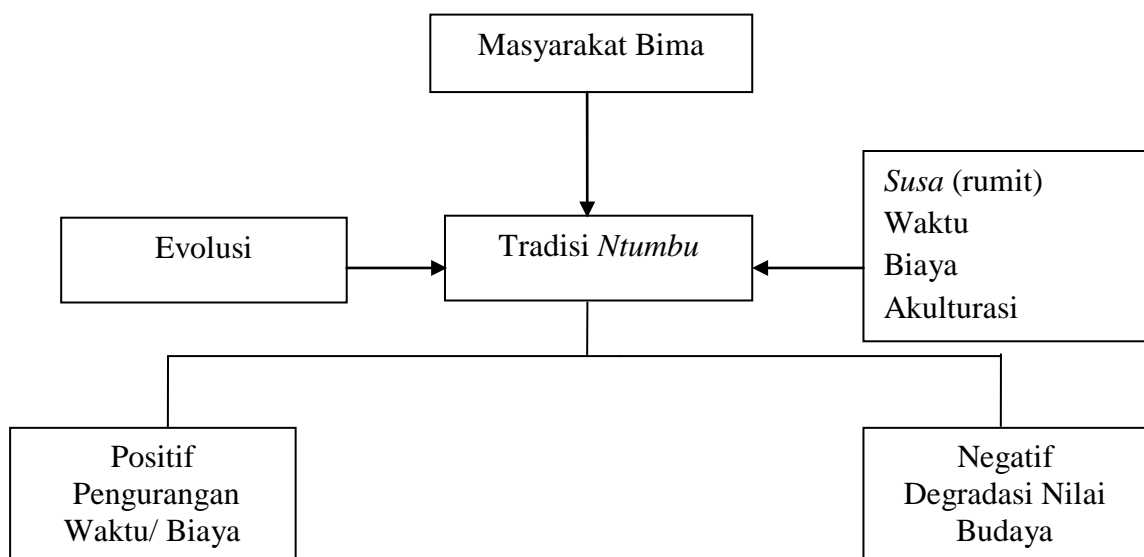 Masyarakat Bima
Susa (rumit)
Waktu
Biaya
Akulturasi
Evolusi
Tradisi Ntumbu
Positif
Pengurangan
Waktu/ Biaya
Negatif
Degradasi Nilai
Budaya